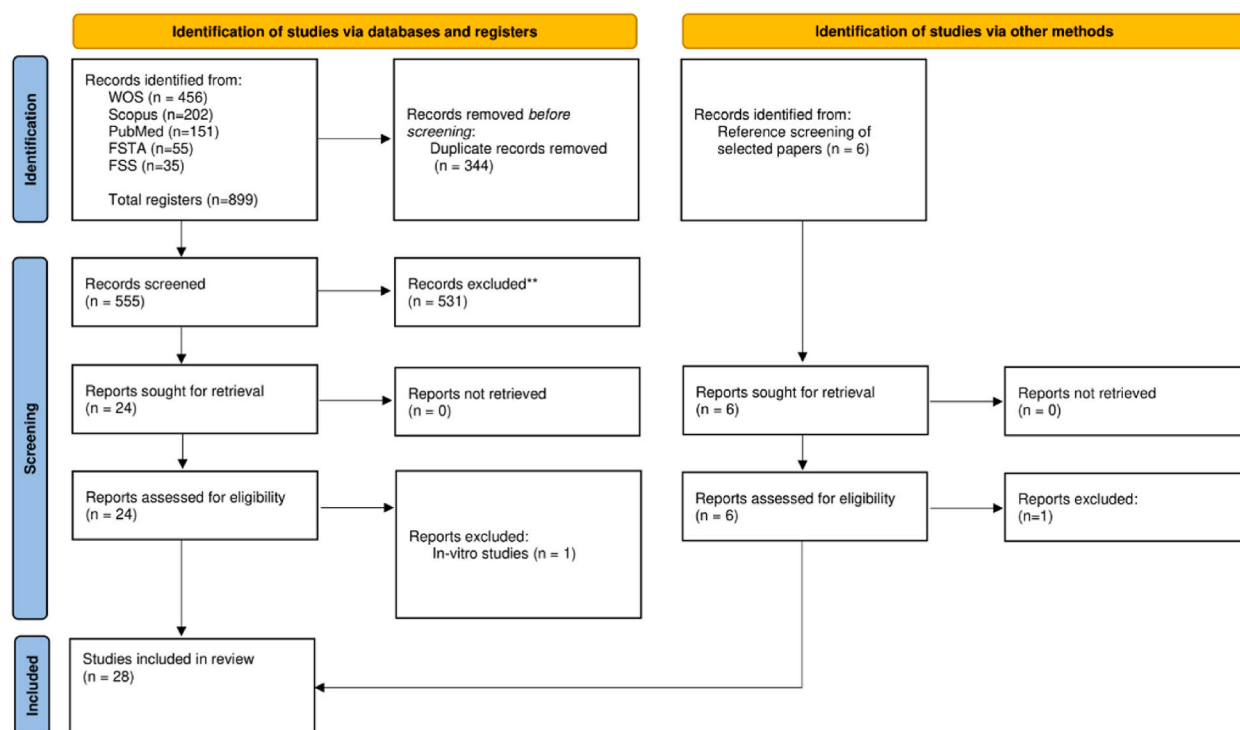 Identification of studies via databases and registers
Identification of studies via other methods
Identification
Records identified from:
WOS (n = 456)
Scopus (n=202)
PubMed (n=151)
FSTA (n=55)
FSS (n=35)
Total registers (n=899)
Records removed before
screening:
Duplicate records removed
(n = 344)
Records identified from:
Reference screening of
selected papers (n = 6)
Screening
Records screened
(n = 555)
Records excluded**
(n = 531)
Reports sought for retrieval
(n = 24)
Reports not retrieved
(n = 0)
Reports sought for retrieval
(n = 6)
Reports not retrieved
(n = 0)
Reports assessed for eligibility
(n = 24)
Reports excluded:
In-vitro studies (n = 1)
Reports assessed for eligibility
(n = 6)
Reports excluded:
(n=1)
Included
Studies included in review
(n = 28)